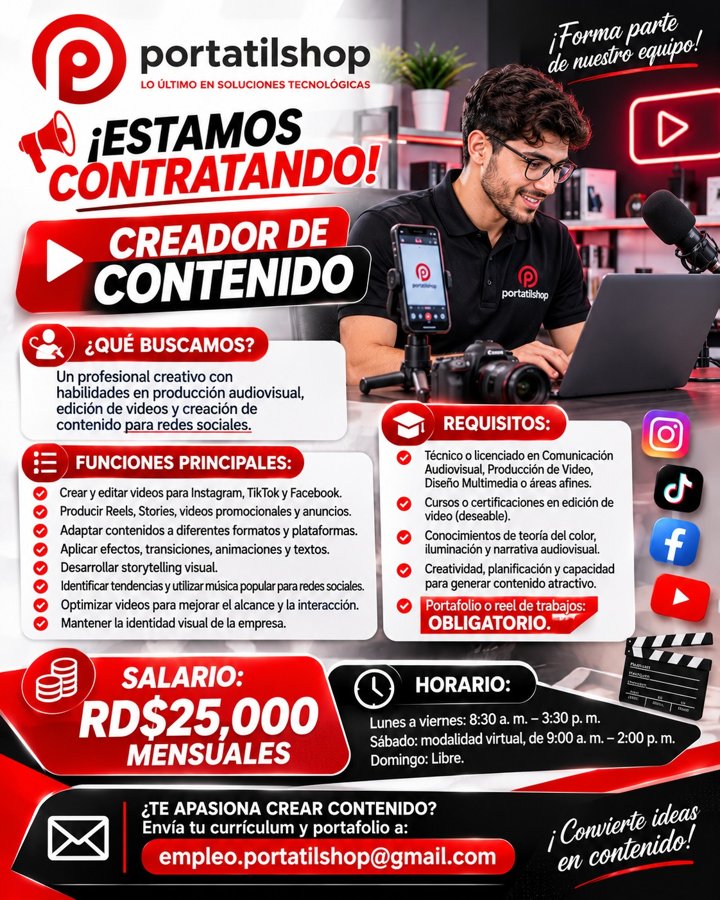 portatilshop
LO ÚLTIMO EN SOLUCIONES TECNOLÓGICAS
¡Forma parte
de nuestro equipo!
¡ESTAMOS
CONTRATANDO!
CREADOR DE
CONTENIDO
portatilshop
portatilshop
Canon
¿QUÉ BUSCAMOS?
Un profesional creativo con
habilidades en producción audiovisual,
edición de videos y creación de
contenido para redes sociales.
FUNCIONES PRINCIPALES:
Crear y editar videos para Instagram, TikTok y Facebook.
Producir Reels, Stories, videos promocionales y anuncios.
Adaptar contenidos a diferentes formatos y plataformas.
Aplicar efectos, transiciones, animaciones y textos.
Desarrollar storytelling visual.
Identificar tendencias y utilizar música popular para redes sociales.
Optimizar videos para mejorar el alcance y la interacción.
Mantener la identidad visual de la empresa.
REQUISITOS:
Técnico o licenciado en Comunicación
Audiovisual, Producción de Video,
Diseño Multimedia o áreas afines.
Cursos o certificaciones en edición de
video (deseable).
Conocimientos de teoría del color,
iluminación y narrativa audiovisual.
Creatividad, planificación y capacidad
para generar contenido atractivo.
Portafolio o reel de trabajos:
OBLIGATORIO.
SALARIO:
RD$25,000
MENSUALES
HORARIO:
Lunes a viernes: 8:30 a. m. – 3:30 p. m.
Sábado: modalidad virtual, de 9:00 a. m. – 2:00 p. m.
Domingo: Libre.
¿TE APASIONA CREAR CONTENIDO?
Envía tu currículum y portafolio a:
empleo.portatilshop@gmail.com
¡Convierte ideas
en contenido!